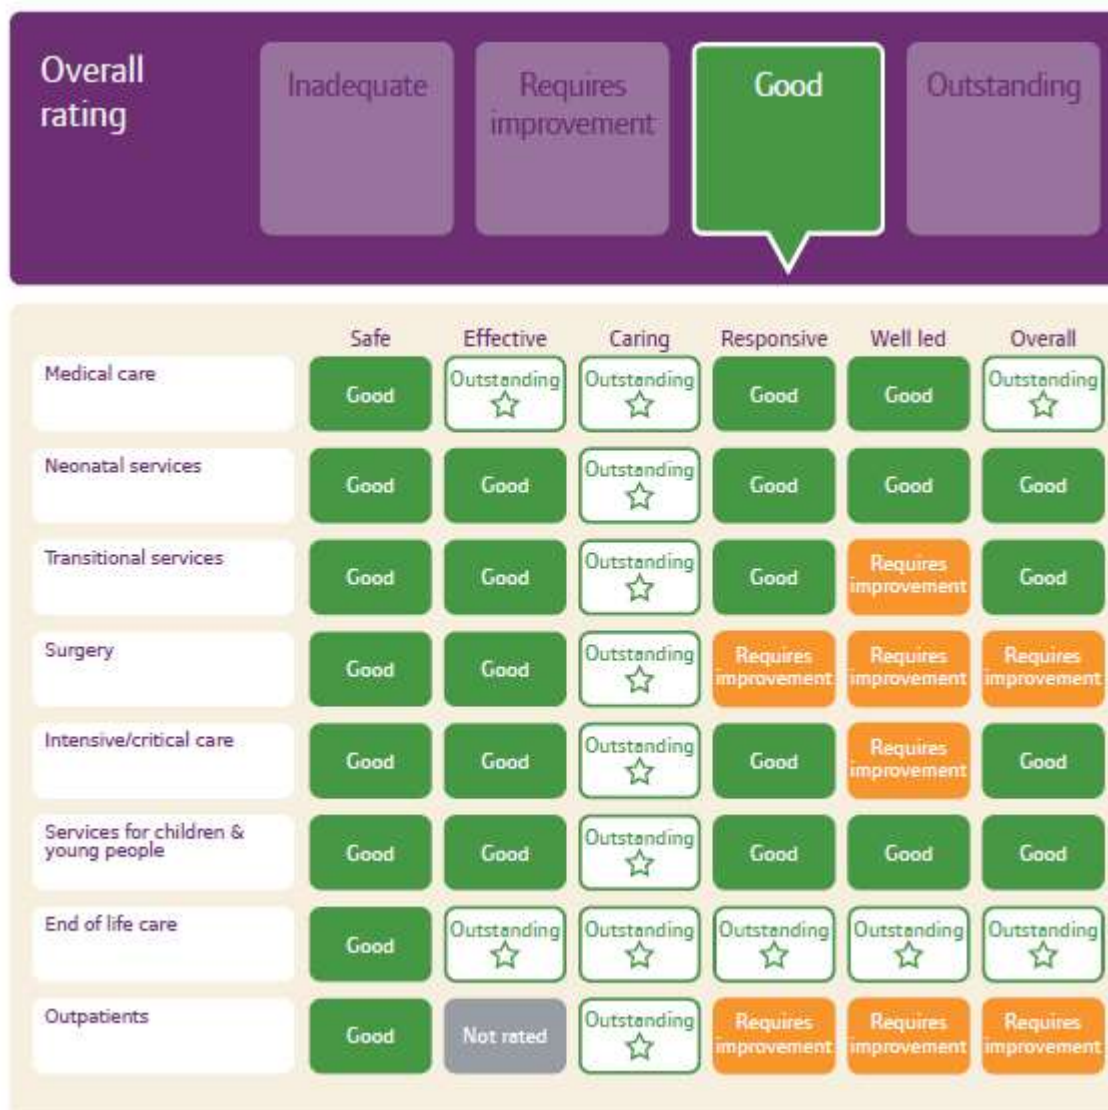 Overall
rating
Inadequate
Requires
improvement
Good
Outstanding
Safe Effective Caring Responsive Well led Overall
Medical care
Good Outstanding Outstanding Good Good Outstanding
Neonatal services
Good Good Outstanding Good Good Good
Transitional services
Good Good Outstanding Good Requires improvement Good
Surgery
Good Good Outstanding Requires improvement Requires improvement Requires improvement
Intensive/critical care
Good Good Outstanding Good Requires improvement Good
Services for children &
young people
Good Good Outstanding Good Good Good
End of life care
Good Outstanding Outstanding Outstanding Outstanding Outstanding
Outpatients
Good Not rated Outstanding Requires improvement Requires improvement Requires improvement